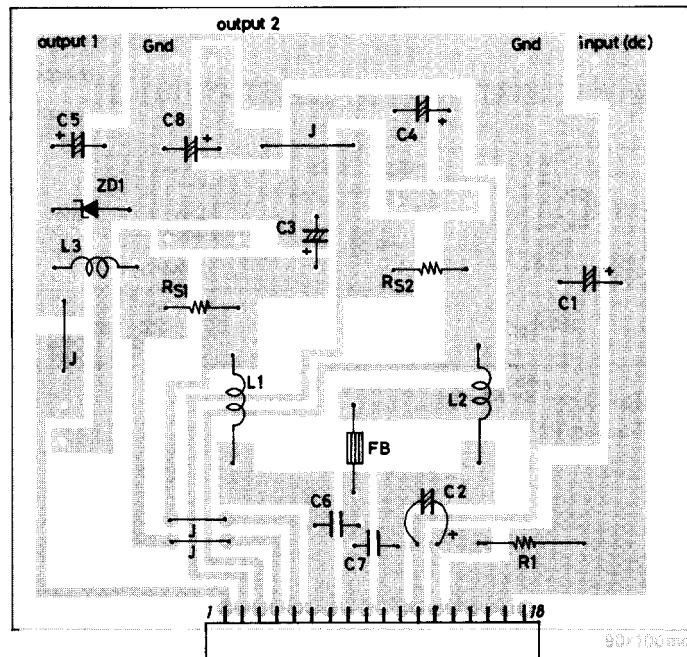 output 2
output 1 Gnd Gnd input (dc)
C5 C8 J C4
+ + +
ZD1
C3
+
L3
RS1 RS2 C1 +
J
L1 L2
FB
C6 C2
+
J
J C7 R1
1 18
90x100mm